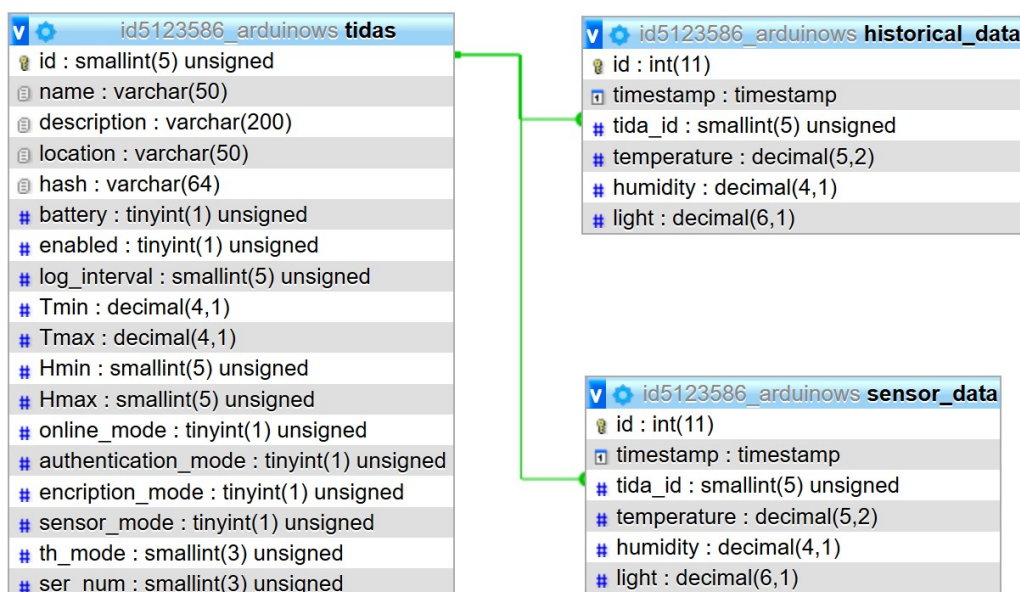 v id5123586_arduinows tidas
id : smallint(5) unsigned
name : varchar(50)
description : varchar(200)
location : varchar(50)
hash : varchar(64)
# battery : tinyint(1) unsigned
# enabled : tinyint(1) unsigned
# log_interval : smallint(5) unsigned
# Tmin : decimal(4,1)
# Tmax : decimal(4,1)
# Hmin : smallint(5) unsigned
# Hmax : smallint(5) unsigned
# online_mode : tinyint(1) unsigned
# authentication_mode : tinyint(1) unsigned
# encription_mode : tinyint(1) unsigned
# sensor_mode : tinyint(1) unsigned
# th_mode : smallint(3) unsigned
# ser_num : smallint(3) unsigned
v id5123586_arduinows historical_data
id : int(11)
timestamp : timestamp
# tida_id : smallint(5) unsigned
# temperature : decimal(5,2)
# humidity : decimal(4,1)
# light : decimal(6,1)
v id5123586_arduinows sensor_data
id : int(11)
timestamp : timestamp
# tida_id : smallint(5) unsigned
# temperature : decimal(5,2)
# humidity : decimal(4,1)
# light : decimal(6,1)